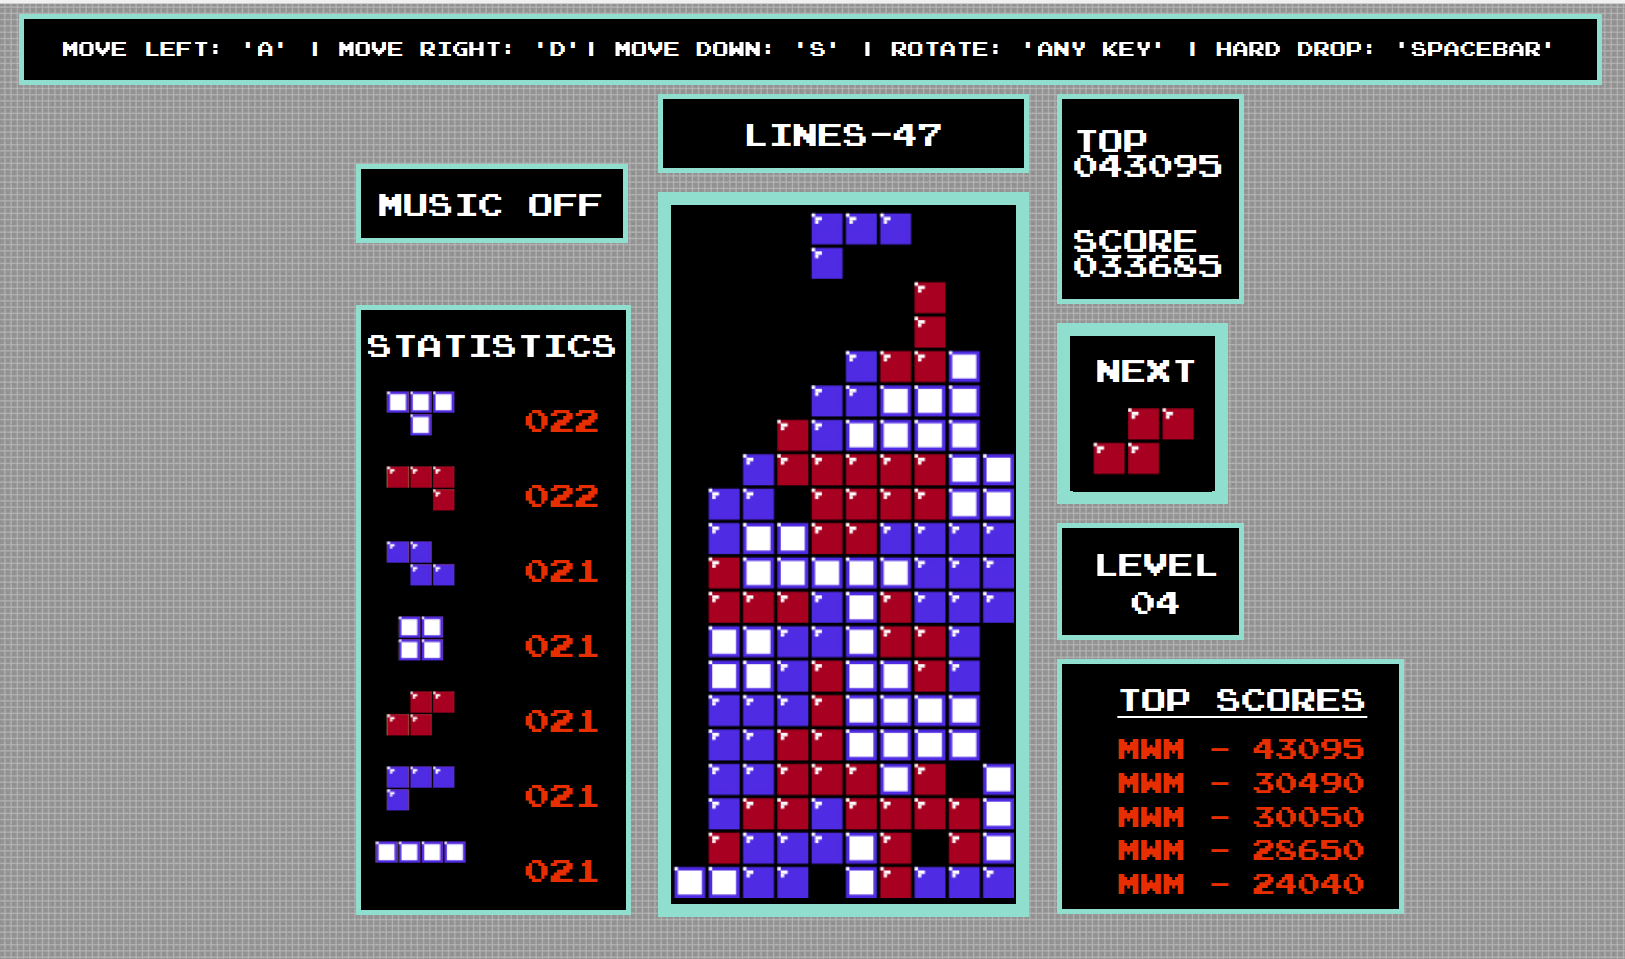 MOVE LEFT: 'A' | MOVE RIGHT: 'D'| MOVE DOWN: 'S' | ROTATE: 'ANY KEY' | HARD DROP: 'SPACEBAR'
LINES-47
MUSIC OFF
TOP
043095
SCORE
033685
STATISTICS
022
022
021
021
021
021
021
NEXT
LEVEL
04
TOP SCORES
MWM - 43095
MWM - 30490
MWM - 30050
MWM - 28650
MWM - 24040